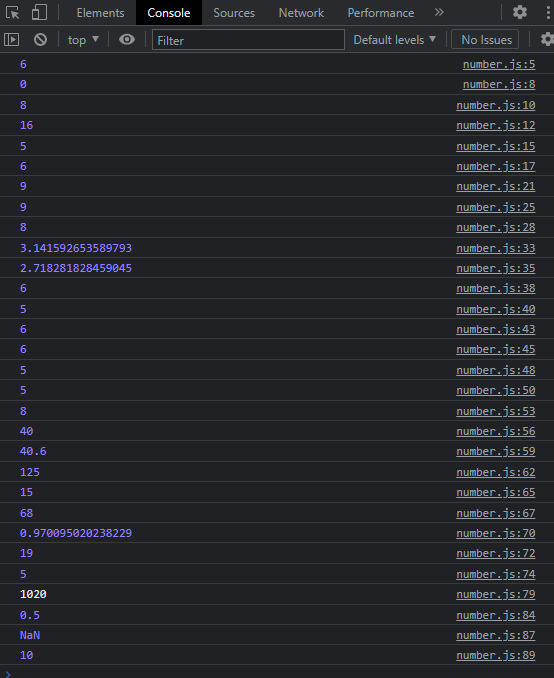 Elements Console Sources Network Performance »
top ▼ Filter Default levels ▼ No Issues
6 number.js:5
0 number.js:8
8 number.js:10
16 number.js:12
5 number.js:15
6 number.js:17
9 number.js:21
9 number.js:25
8 number.js:28
3.141592653589793 number.js:33
2.718281828459045 number.js:35
6 number.js:38
5 number.js:40
6 number.js:43
6 number.js:45
5 number.js:48
5 number.js:50
8 number.js:53
40 number.js:56
40.6 number.js:59
125 number.js:62
15 number.js:65
68 number.js:67
0.970095020238229 number.js:70
19 number.js:72
5 number.js:74
1020 number.js:79
0.5 number.js:84
NaN number.js:87
10 number.js:89